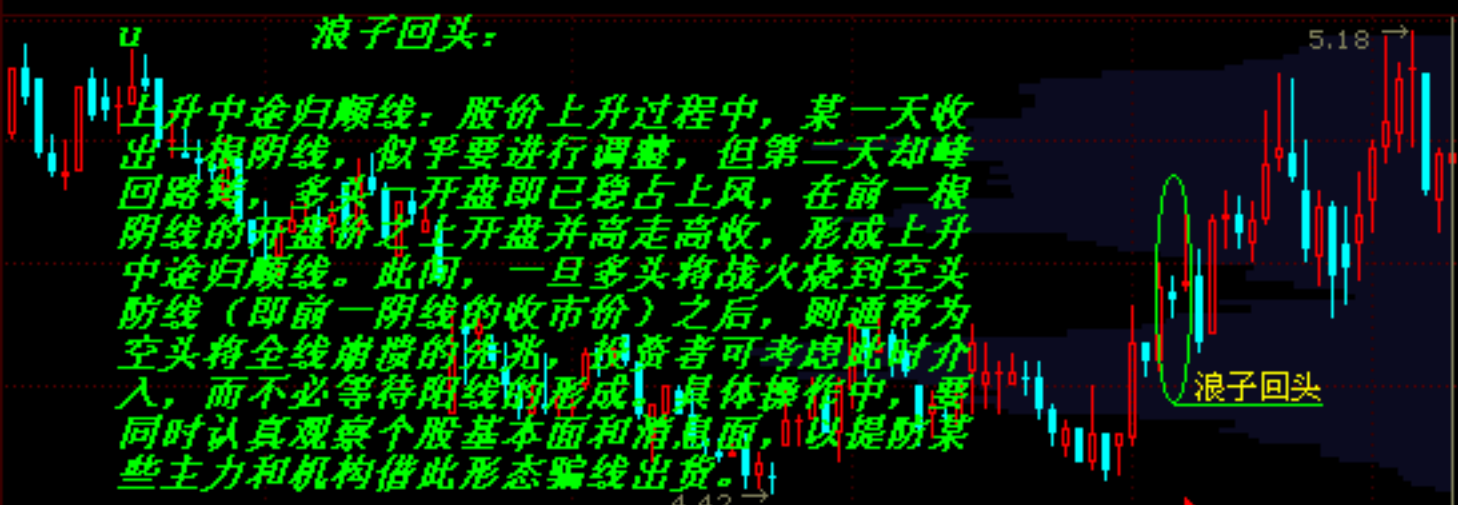 u 浪子回头：
5.18
上升中途归顺线：股价上升过程中，某一天收
出一根阴线，似乎要进行调整，但第二天却峰
回路转，多头一开盘即已稳占上风，在前一根
阴线的开盘价之上开盘并高走高收，形成上升
中途归顺线。此间，一旦多头将战火烧到空头
防线（即前一阴线的收市价）之后，则通常为
空头将全线崩溃的先兆，投资者可考虑此时介
入，而不必等待阳线的形成。具体操作中，要
同时认真观察个股基本面和消息面，以提防某
些主力和机构借此形态骗线出货。
浪子回头